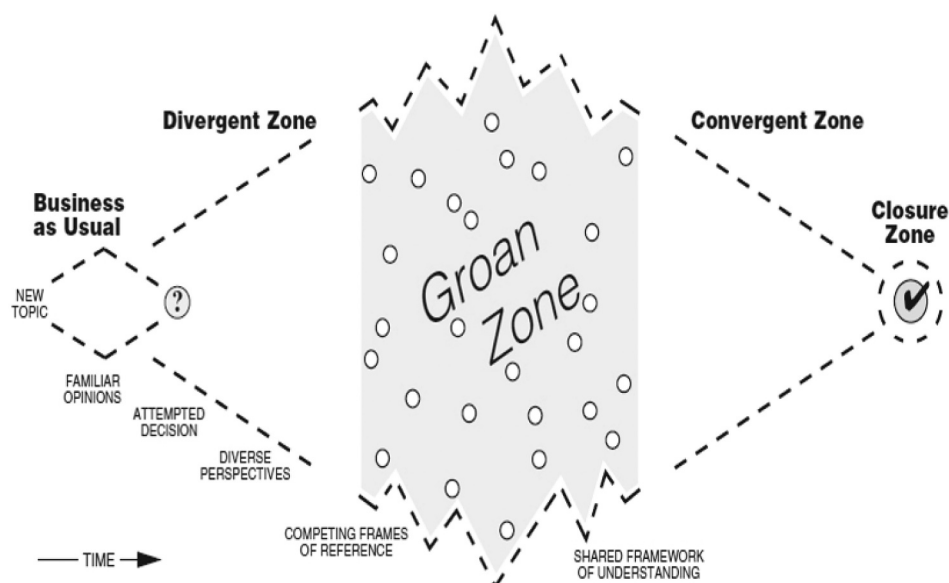 Divergent Zone
Convergent Zone
Business
as Usual
Closure
Zone
NEW
TOPIC
?
Groan
Zone
FAMILIAR
OPINIONS
ATTEMPTED
DECISION
DIVERSE
PERSPECTIVES
COMPETING FRAMES
OF REFERENCE
SHARED FRAMEWORK
OF UNDERSTANDING
TIME